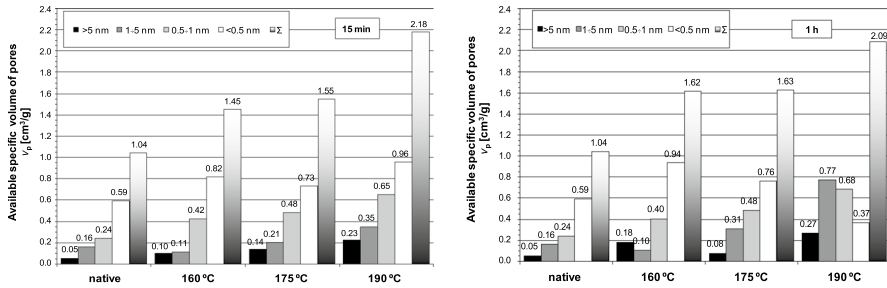 2.4
2.2
2.0
1.8
1.6
1.4
1.2
1.0
0.8
0.6
0.4
0.2
0.0
Available specific volume of pores
vp [cm³/g]
>5 nm 1-5 nm 0.5-1 nm <0.5 nm Σ
15 min
0.05 0.16 0.24 0.59 1.04
0.10 0.11 0.42 0.82 1.45
0.14 0.21 0.48 0.73 1.55
0.23 0.35 0.65 0.96 2.18
native 160 ºC 175 ºC 190 ºC
2.4
2.2
2.0
1.8
1.6
1.4
1.2
1.0
0.8
0.6
0.4
0.2
0.0
Available specific volume of pores
vp [cm³/g]
>5 nm 1÷5 nm 0.5÷1 nm <0.5 nm Σ
1 h
0.05 0.16 0.24 0.59 1.04
0.18 0.10 0.40 0.94 1.62
0.08 0.31 0.48 0.76 1.63
0.27 0.77 0.68 0.37 2.09
native 160 ºC 175 ºC 190 ºC